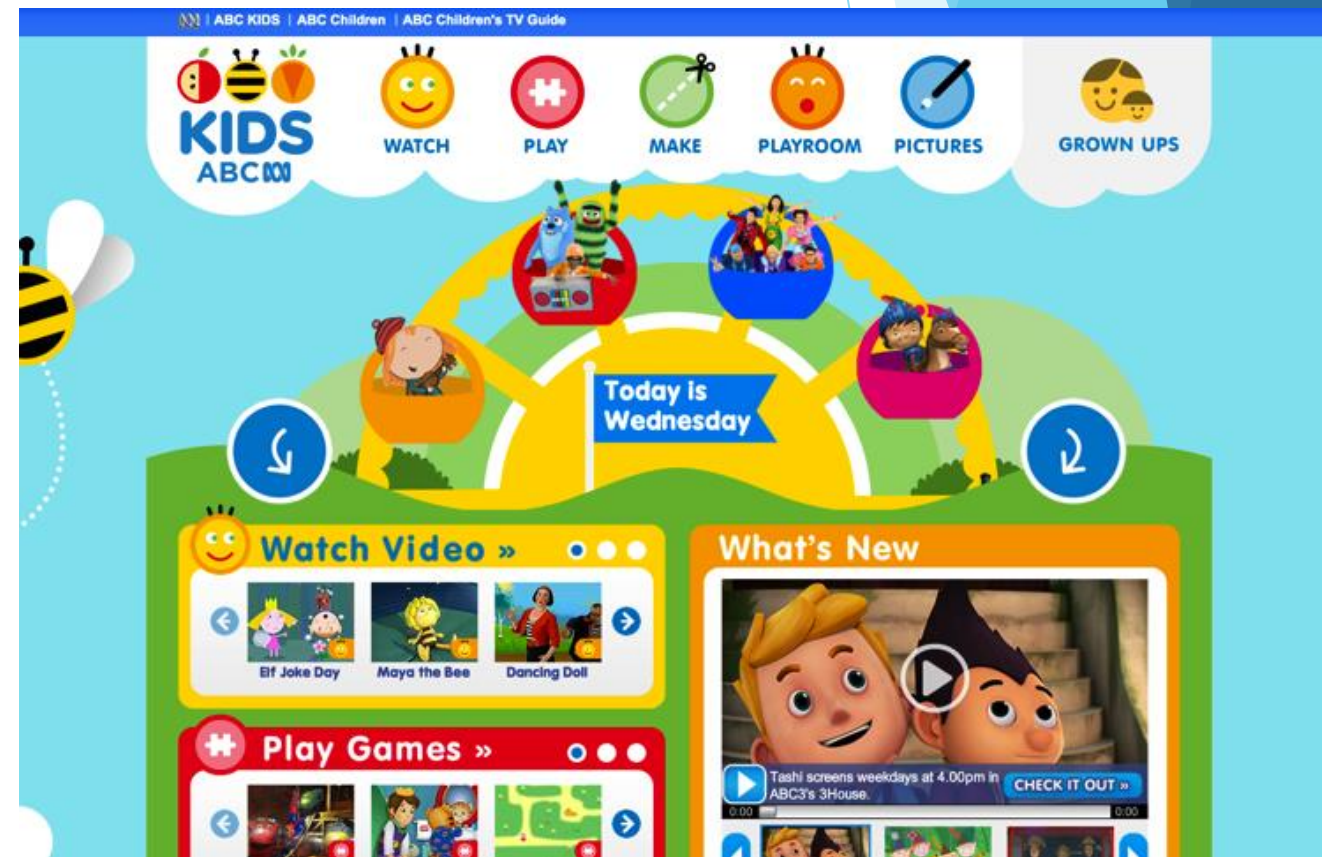 ABC KIDS | ABC Children | ABC Children's TV Guide
KIDS
ABC
WATCH
PLAY
MAKE
PLAYROOM
PICTURES
GROWN UPS
Today is
Wednesday
Watch Video »
Elf Joke Day
Maya the Bee
Dancing Doll
Play Games »
What's New
Tashi screens weekdays at 4.00pm in
ABC3's 3House.
CHECK IT OUT »
0:00
0:00